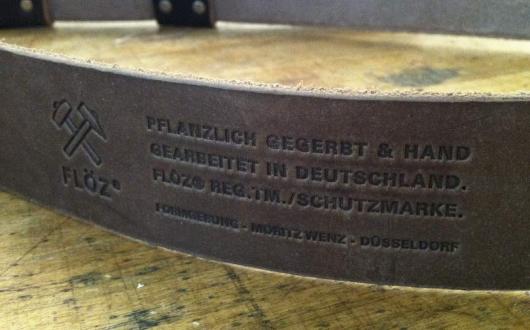 FLÖZ®
PFLANZLICH GEGERBT & HAND
GEARBEITET IN DEUTSCHLAND.
FLÖZ® REG.TM./SCHUTZMARKE.
FORMGEBUNG - MORITZ WENZ - DÜSSELDORF